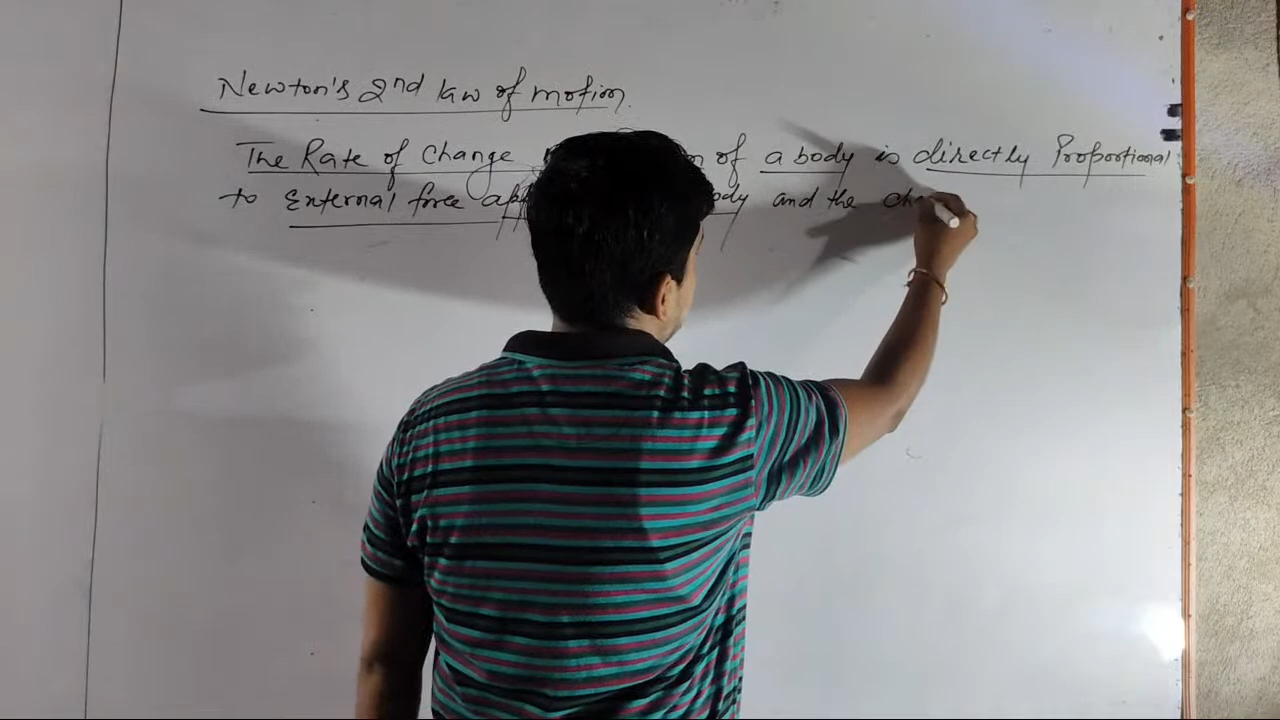 Newton's 2nd law of motion.
The Rate of change of a body is directly Proportional
to External force and the